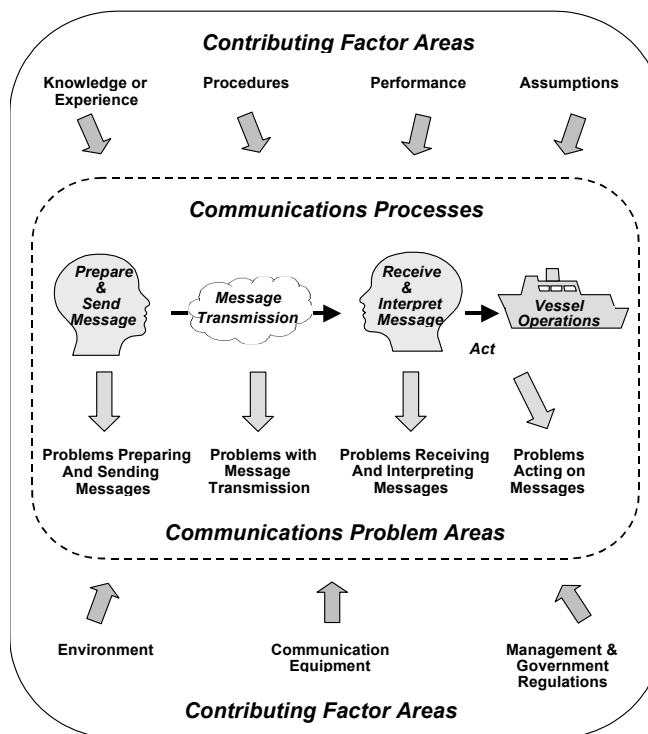 Contributing Factor Areas
Knowledge or
Experience
Procedures
Performance
Assumptions
Communications Processes
Prepare
&
Send
Message
Message
Transmission
Receive
&
Interpret
Message
Act
Vessel
Operations
Problems Preparing
And Sending
Messages
Problems with
Message
Transmission
Problems Receiving
And Interpreting
Messages
Problems
Acting on
Messages
Communications Problem Areas
Environment
Communication
Equipment
Management &
Government
Regulations
Contributing Factor Areas